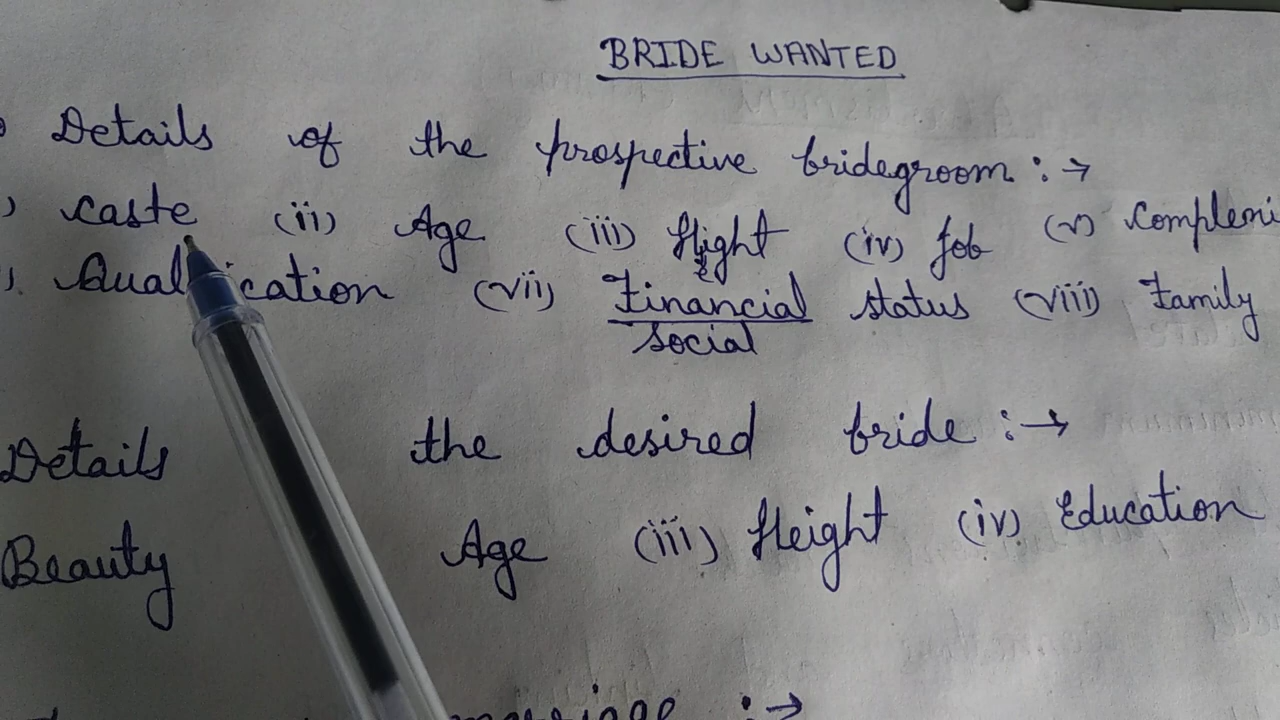 BRIDE WANTED
Details of the prospective bridegroom :→
) Caste (ii) Age (iii) Height (iv) Job (v) Compleni
). cation (vii) Financial status (viii) Family
social
Details the desired bride :→
Beauty Age (iii) Height (iv) Education
:→